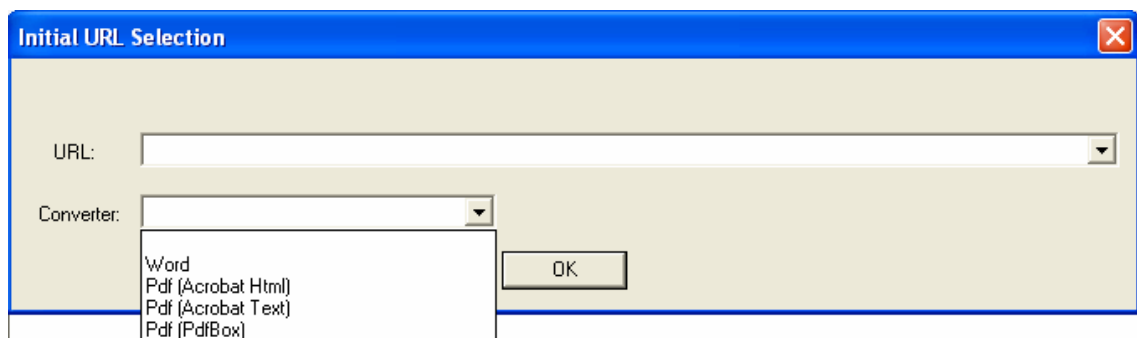 Initial URL Selection
URL:
Converter:
Word
Pdf (Acrobat Html)
OK
Pdf (Acrobat Text)
Pdf (PdfBox)